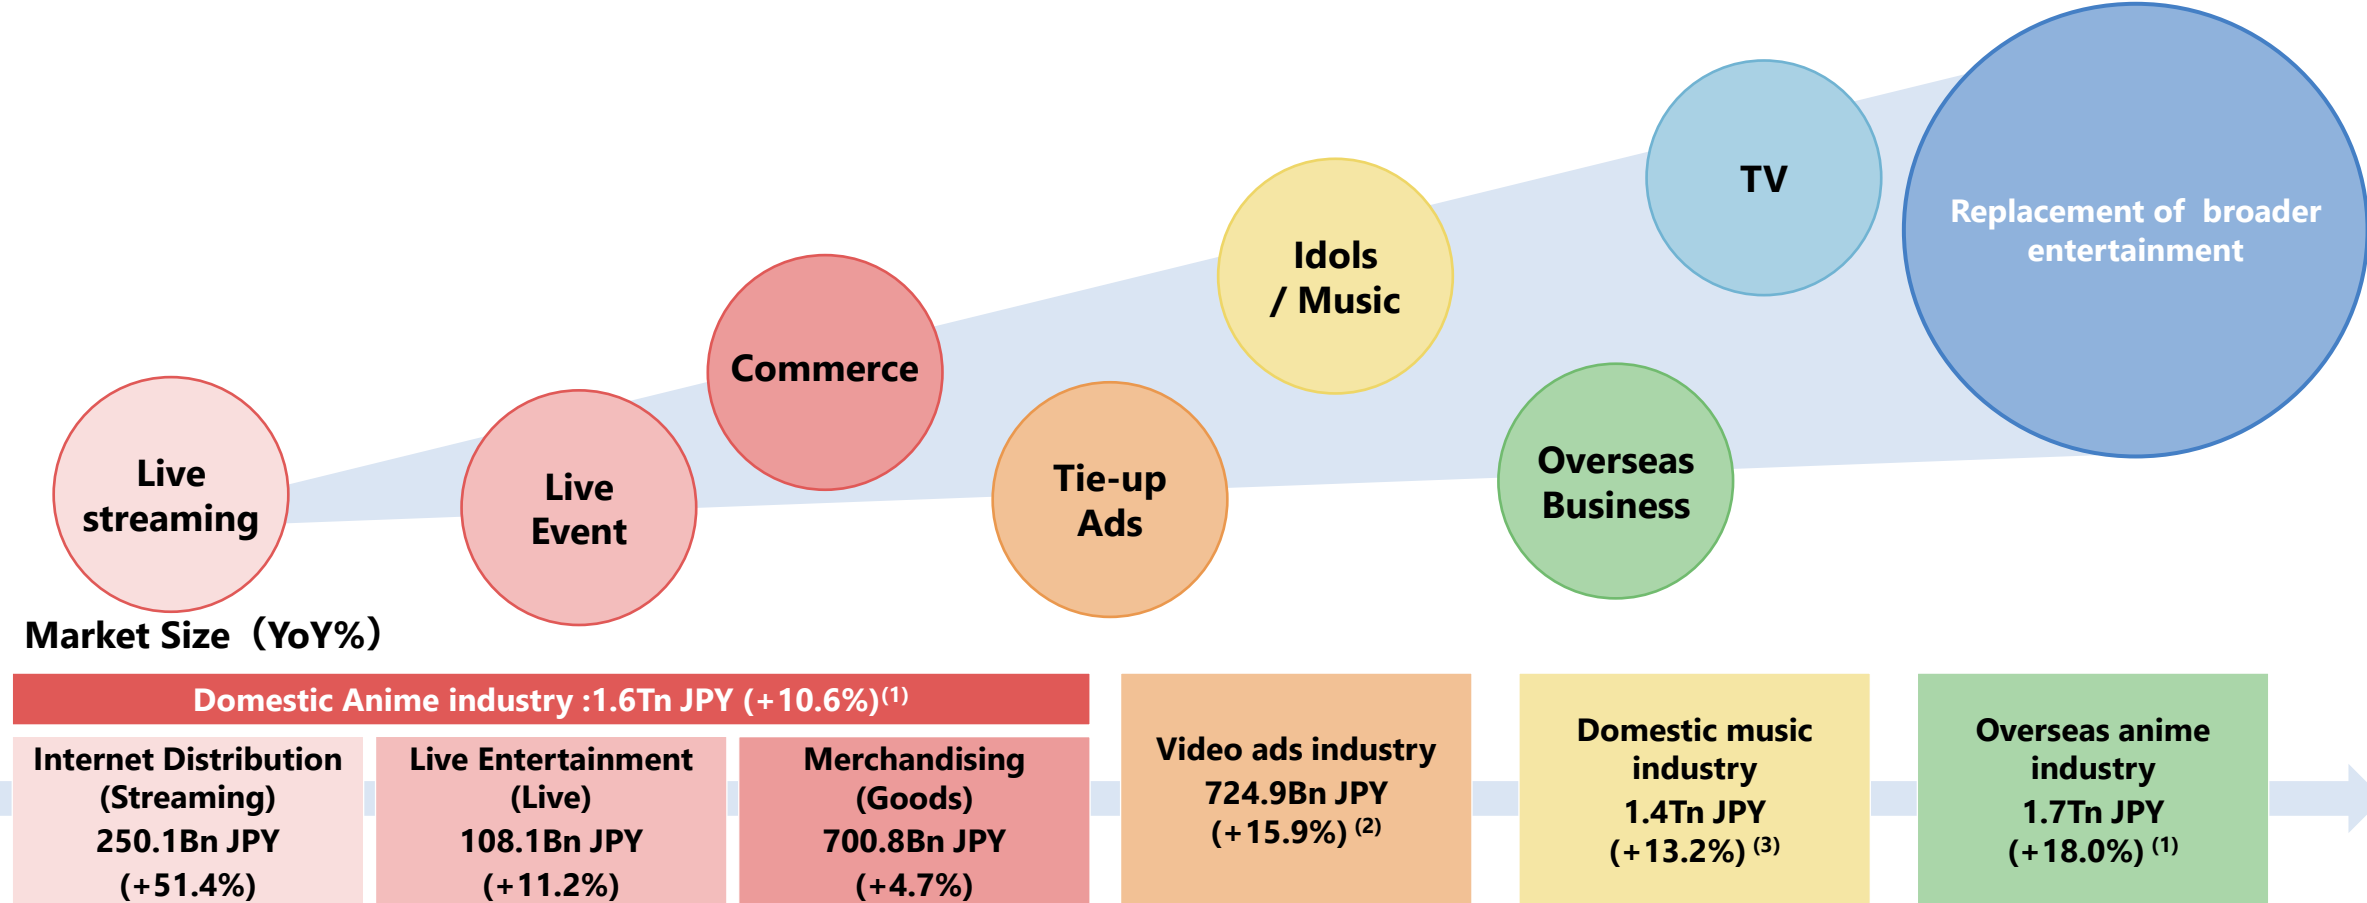 Live
streaming
Live
Event
Commerce
Tie-up
Ads
Idols
/ Music
Overseas
Business
TV
Replacement of broader
entertainment
Market Size（YoY%）
Domestic Anime industry :1.6Tn JPY (+10.6%)(1)
Internet Distribution
(Streaming)
250.1Bn JPY
(+51.4%)
Live Entertainment
(Live)
108.1Bn JPY
(+11.2%)
Merchandising
(Goods)
700.8Bn JPY
(+4.7%)
Video ads industry
724.9Bn JPY
(+15.9%) (2)
Domestic music
industry
1.4Tn JPY
(+13.2%) (3)
Overseas anime
industry
1.7Tn JPY
(+18.0%) (1)